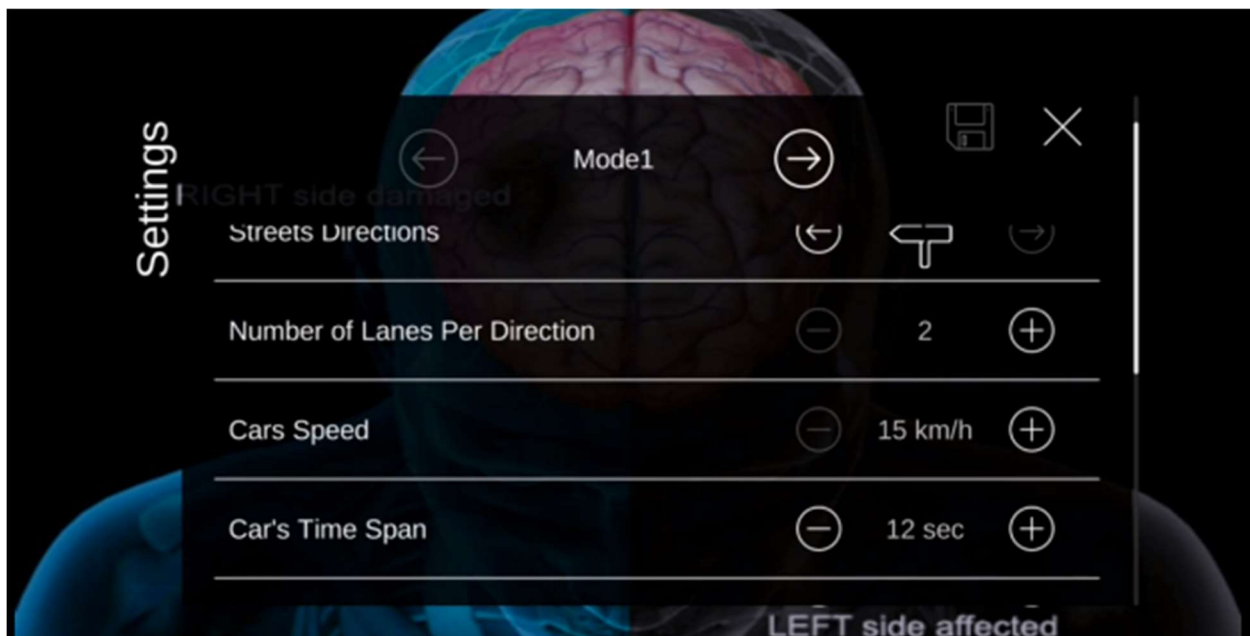 Settings
Mode1
RIGHT side damaged
Streets Directions
Number of Lanes Per Direction 2
Cars Speed 15 km/h
Car's Time Span 12 sec
LEFT side affected